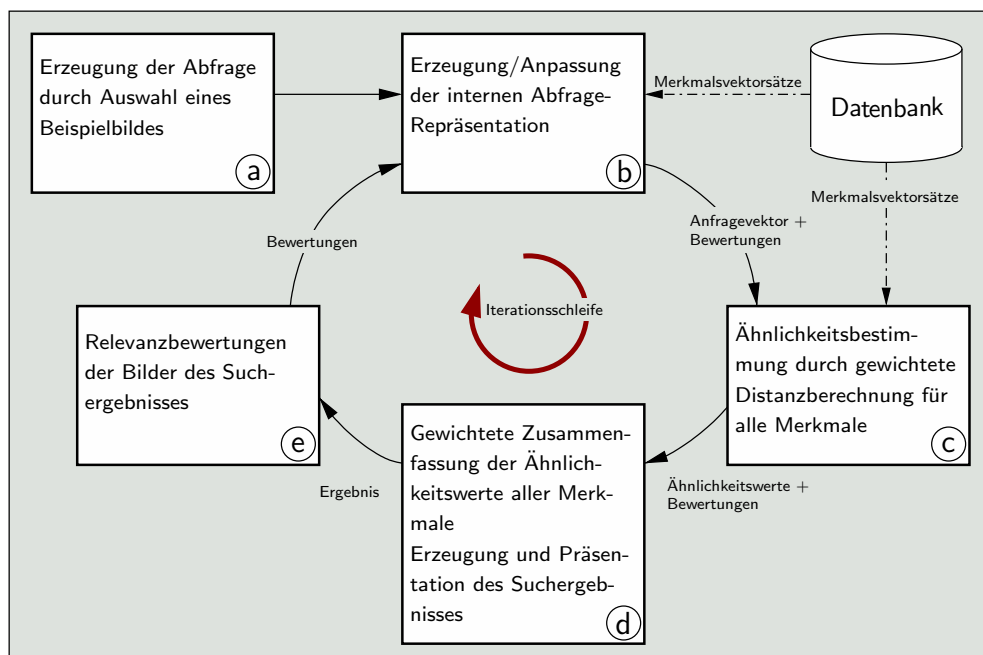 Erzeugung der Abfrage
durch Auswahl eines
Beispielbildes
a
Erzeugung/Anpassung
der internen Abfrage-
Repräsentation
b
Merkmalsvektorsätze
Datenbank
Merkmalsvektorsätze
Anfragevektor +
Bewertungen
Bewertungen
Iterationsschleife
Ähnlichkeitsbestim-
mung durch gewichtete
Distanzberechnung für
alle Merkmale
c
Ähnlichkeitswerte +
Bewertungen
Gewichtete Zusammen-
fassung der Ähnlich-
keitswerte aller Merk-
male
Erzeugung und Präsen-
tation des Suchergeb-
nisses
d
Ergebnis
Relevanzbewertungen
der Bilder des Such-
ergebnisses
e